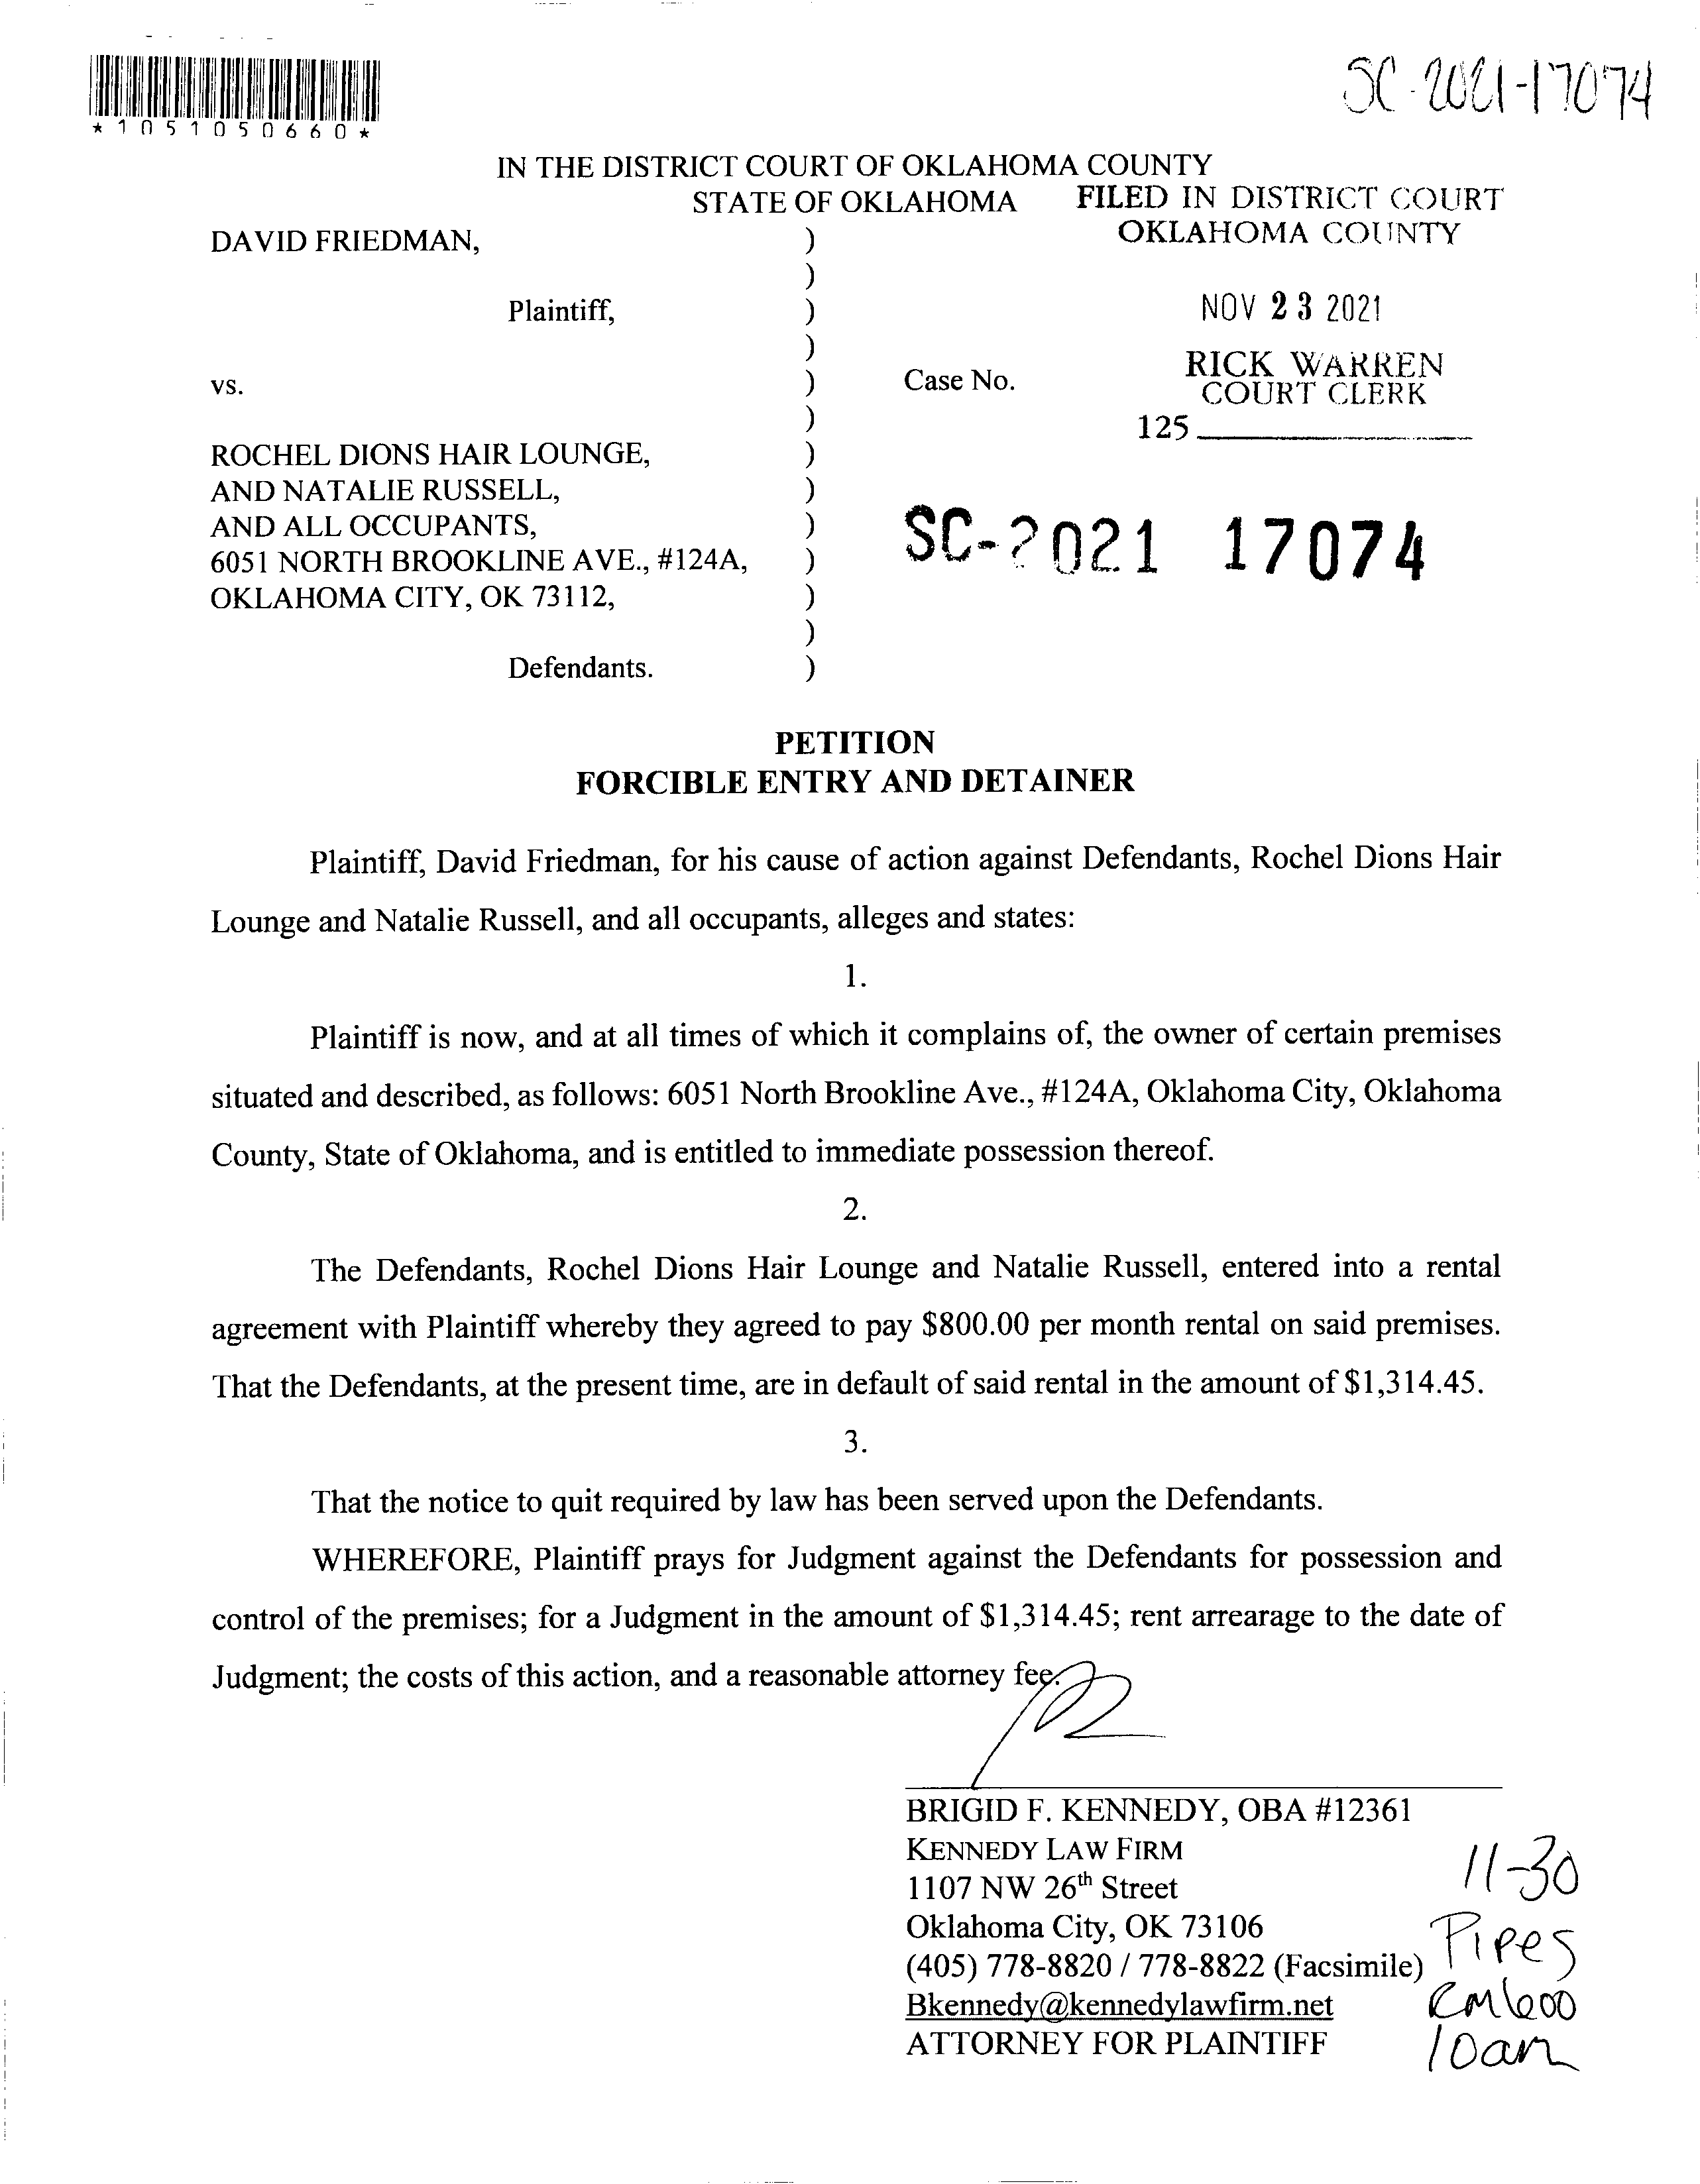 SC-2021-17074
*1051050660*
IN THE DISTRICT COURT OF OKLAHOMA COUNTY
STATE OF OKLAHOMA
FILED IN DISTRICT COURT
OKLAHOMA COUNTY
NOV 23 2021
RICK WARREN
COURT CLERK
125
DAVID FRIEDMAN, )
)
Plaintiff, )
)
vs. ) Case No.
)
ROCHEL DIONS HAIR LOUNGE, )
AND NATALIE RUSSELL, )
AND ALL OCCUPANTS, ) SC-2021 17074
6051 NORTH BROOKLINE AVE., #124A, )
OKLAHOMA CITY, OK 73112, )
)
Defendants. )
PETITION
FORCIBLE ENTRY AND DETAINER
Plaintiff, David Friedman, for his cause of action against Defendants, Rochel Dions Hair
Lounge and Natalie Russell, and all occupants, alleges and states:
1.
Plaintiff is now, and at all times of which it complains of, the owner of certain premises
situated and described, as follows: 6051 North Brookline Ave., #124A, Oklahoma City, Oklahoma
County, State of Oklahoma, and is entitled to immediate possession thereof.
2.
The Defendants, Rochel Dions Hair Lounge and Natalie Russell, entered into a rental
agreement with Plaintiff whereby they agreed to pay $800.00 per month rental on said premises.
That the Defendants, at the present time, are in default of said rental in the amount of $1,314.45.
3.
That the notice to quit required by law has been served upon the Defendants.
WHEREFORE, Plaintiff prays for Judgment against the Defendants for possession and
control of the premises; for a Judgment in the amount of $1,314.45; rent arrearage to the date of
Judgment; the costs of this action, and a reasonable attorney fee.
BRIGID F. KENNEDY, OBA #12361
KENNEDY LAW FIRM
1107 NW 26th Street
Oklahoma City, OK 73106
(405) 778-8820 / 778-8822 (Facsimile)
Bkennedy@kennedylawfirm.net
ATTORNEY FOR PLAINTIFF
11-30
Pipes
Rm600
10am